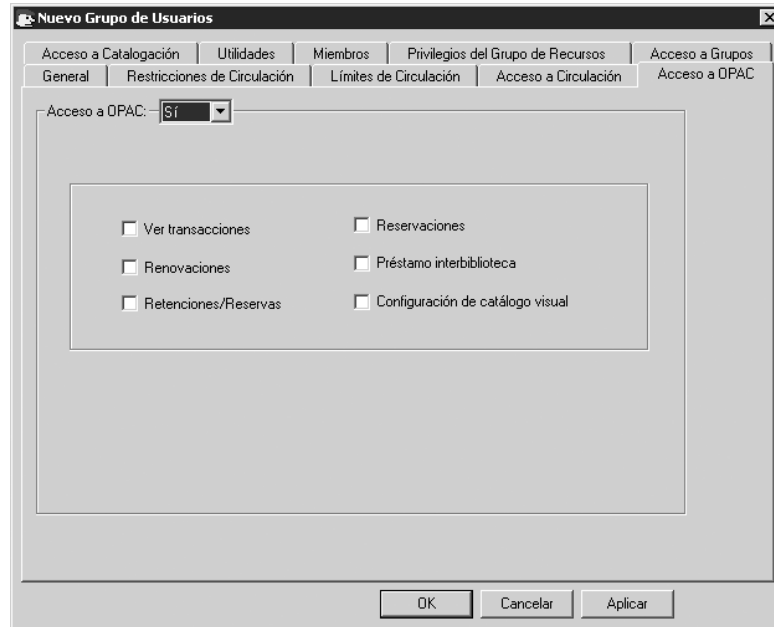 Nuevo Grupo de Usuarios
Acceso a Catalogación Utilidades Miembros Privilegios del Grupo de Recursos Acceso a Grupos
General Restricciones de Circulación Límites de Circulación Acceso a Circulación Acceso a OPAC
Acceso a OPAC: Sí
Ver transacciones Reservaciones
Renovaciones Préstamo interbiblioteca
Retenciones/Reservas Configuración de catálogo visual
OK Cancelar Aplicar